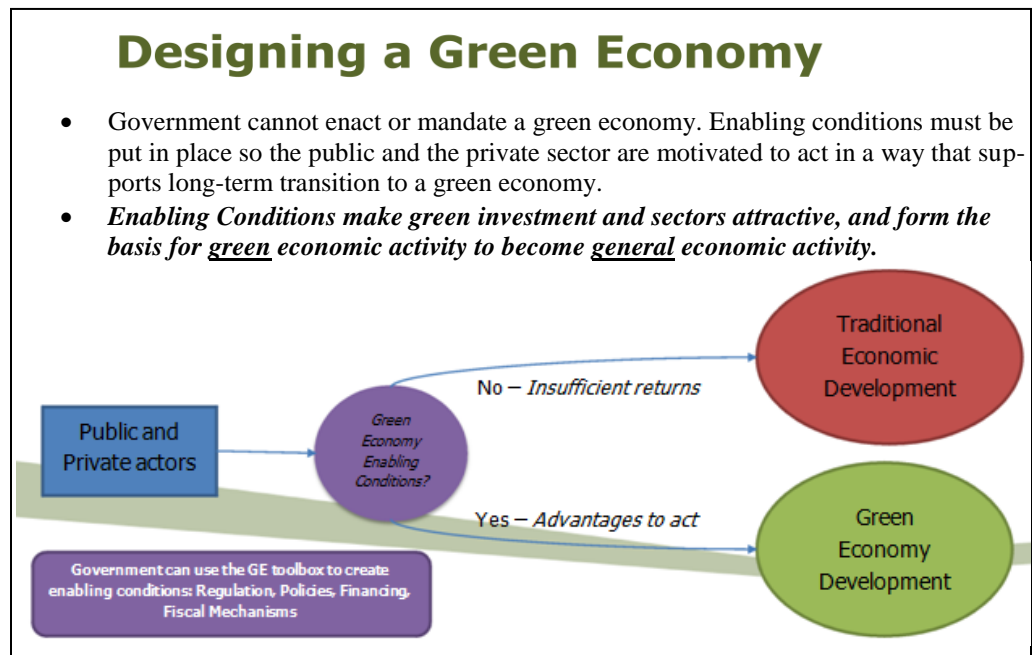 Designing a Green Economy
• Government cannot enact or mandate a green economy. Enabling conditions must be
put in place so the public and the private sector are motivated to act in a way that sup-
ports long-term transition to a green economy.
• Enabling Conditions make green investment and sectors attractive, and form the
basis for green economic activity to become general economic activity.
Traditional
Economic
Development
No – Insufficient returns
Public and
Private actors
Green
Economy
Enabling
Conditions?
Yes – Advantages to act
Green
Economy
Development
Government can use the GE toolbox to create
enabling conditions: Regulation, Policies, Financing,
Fiscal Mechanisms